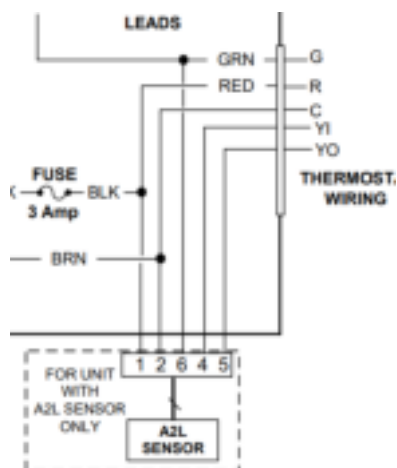 LEADS
GRN G
RED R
C
YI
YO
FUSE
BLK
3 Amp
THERMOST.
WIRING
BRN
1 2 6 4 5
FOR UNIT
WITH
A2L SENSOR
ONLY
A2L
SENSOR